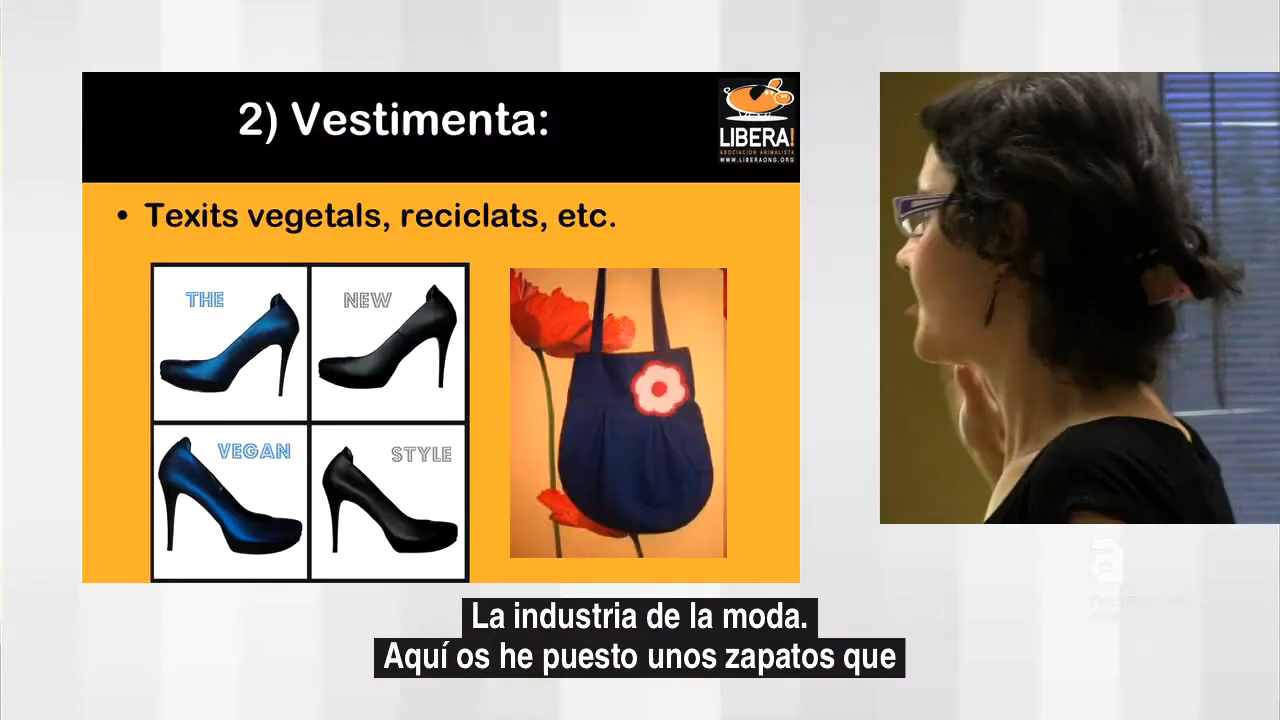 2) Vestimenta:
LIBERA!
ASOCIACION ANIMALISTA
WWW.LIBERAONG.ORG
• Texits vegetals, reciclats, etc.
THE
NEW
VEGAN
STYLE
La industria de la moda.
Aquí os he puesto unos zapatos que